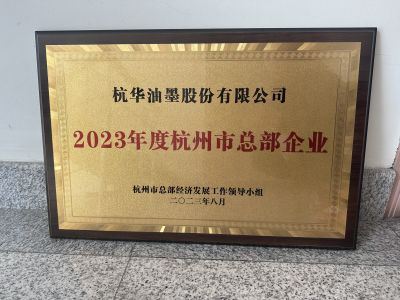 杭华油墨股份有限公司
2023年度杭州市总部企业
杭州市总部经济发展工作领导小组
二〇二三年八月